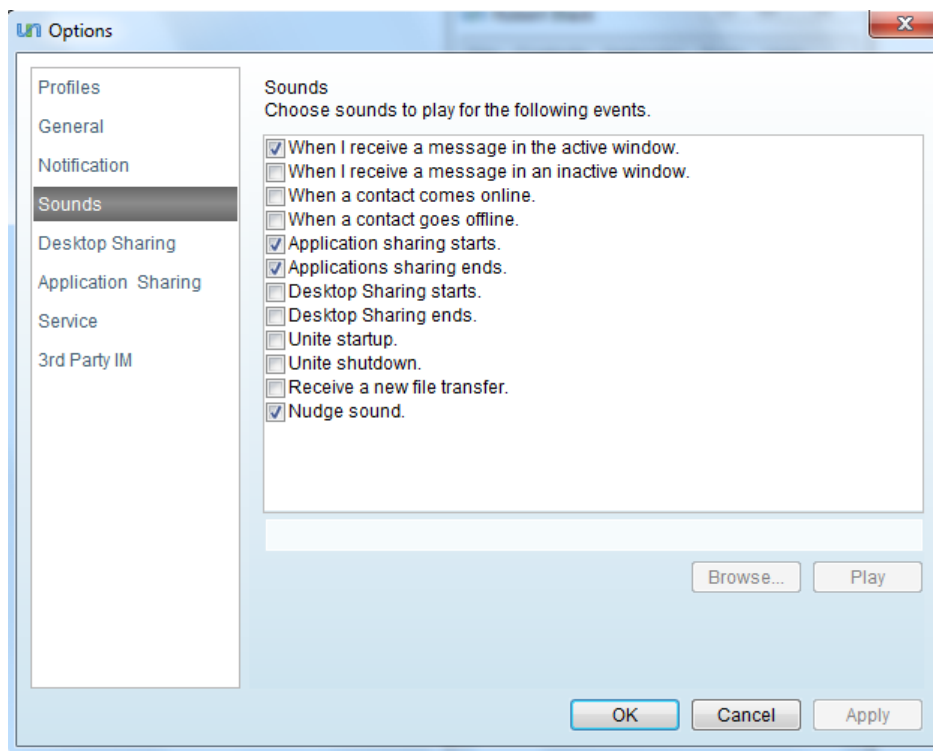 un Options
Profiles
General
Notification
Sounds
Desktop Sharing
Application Sharing
Service
3rd Party IM
Sounds
Choose sounds to play for the following events.
When I receive a message in the active window.
When I receive a message in an inactive window.
When a contact comes online.
When a contact goes offline.
Application sharing starts.
Applications sharing ends.
Desktop Sharing starts.
Desktop Sharing ends.
Unite startup.
Unite shutdown.
Receive a new file transfer.
Nudge sound.
Browse... Play
OK Cancel Apply